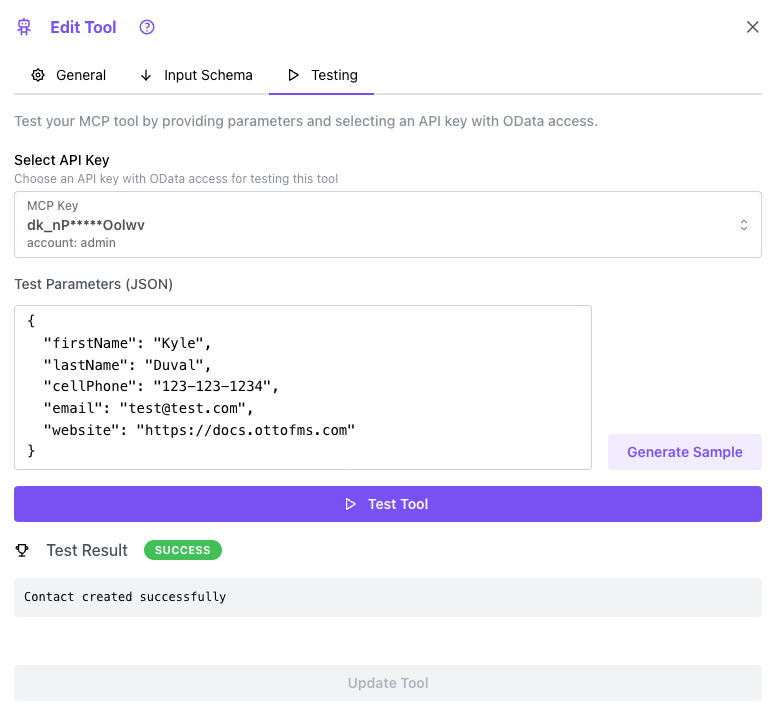 Edit Tool
General
Input Schema
Testing
Test your MCP tool by providing parameters and selecting an API key with OData access.
Select API Key
Choose an API key with OData access for testing this tool
MCP Key
dk_nP*****Oolwv
account: admin
Test Parameters (JSON)
{
  "firstName": "Kyle",
  "lastName": "Duval",
  "cellPhone": "123-123-1234",
  "email": "test@test.com",
  "website": "https://docs.ottofms.com"
}
Generate Sample
Test Tool
Test Result SUCCESS
Contact created successfully
Update Tool